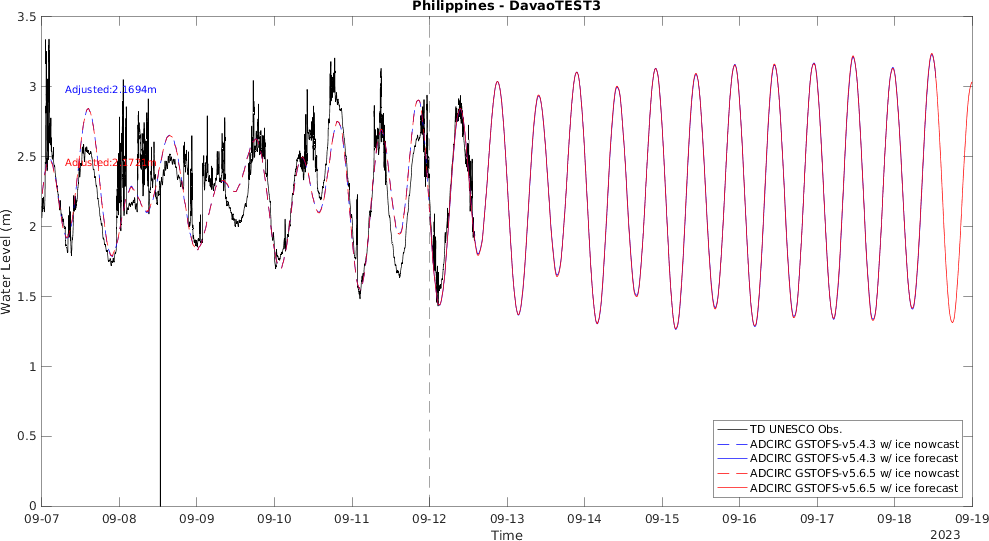 Philippines - DavaoTEST3
3.5
3
2.5
2
1.5
1
0.5
0
Water Level (m)
Adjusted:2.1694m
09-07
09-08
09-09
09-10
09-11
09-12
09-13
09-14
09-15
09-16
09-17
09-18
09-19
Time
2023
TD UNESCO Obs.
ADCIRC GSTOFS-v5.4.3 w/ ice nowcast
ADCIRC GSTOFS-v5.4.3 w/ ice forecast
ADCIRC GSTOFS-v5.6.5 w/ ice nowcast
ADCIRC GSTOFS-v5.6.5 w/ ice forecast